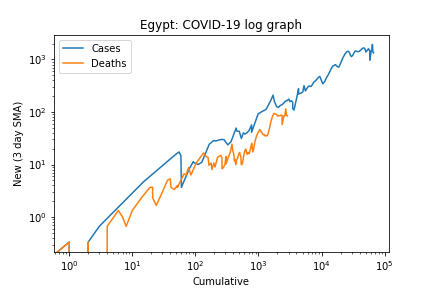 Egypt: COVID-19 log graph
Cases
Deaths
New (3 day SMA)
10³
10²
10¹
10⁰
10⁰ 10¹ 10² 10³ 10⁴ 10⁵
Cumulative